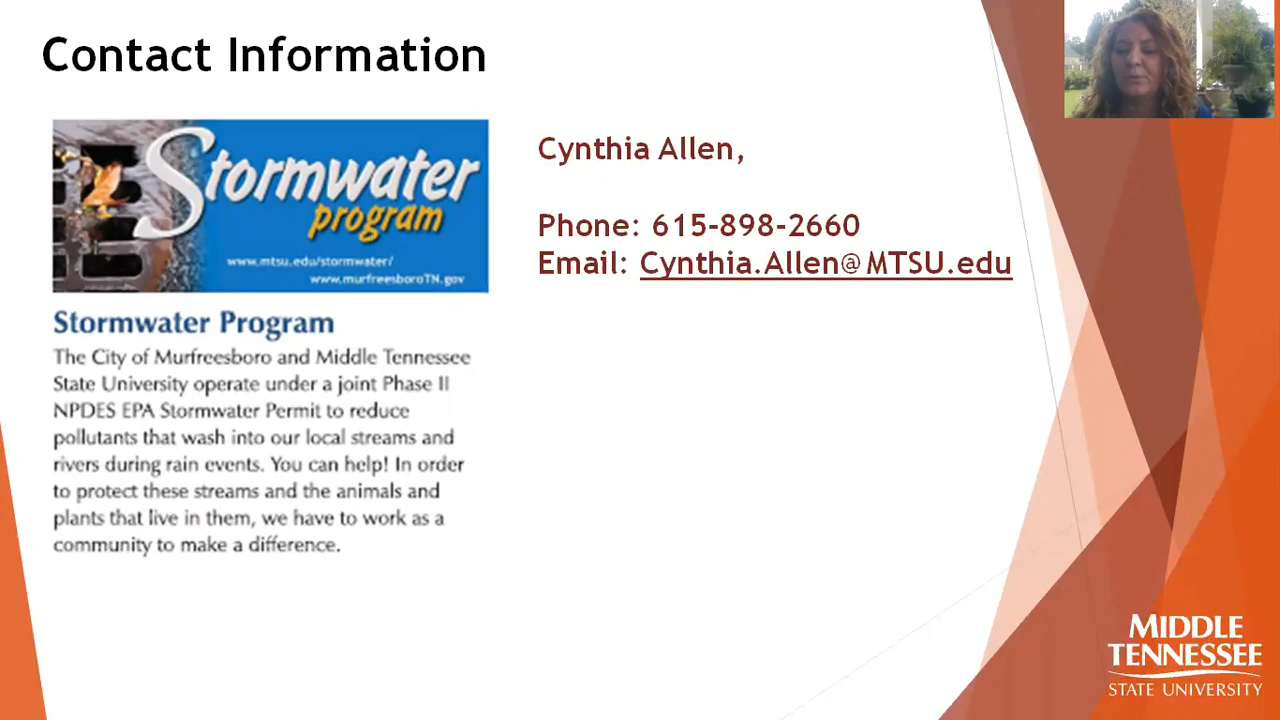 Contact Information
Stormwater
program
www.mtsu.edu/stormwater/
www.murfreesboroTN.gov
Stormwater Program
The City of Murfreesboro and Middle Tennessee
State University operate under a joint Phase II
NPDES EPA Stormwater Permit to reduce
pollutants that wash into our local streams and
rivers during rain events. You can help! In order
to protect these streams and the animals and
plants that live in them, we have to work as a
community to make a difference.
Cynthia Allen,
Phone: 615-898-2660
Email: Cynthia.Allen@MTSU.edu
MIDDLE
TENNESSEE
STATE UNIVERSITY